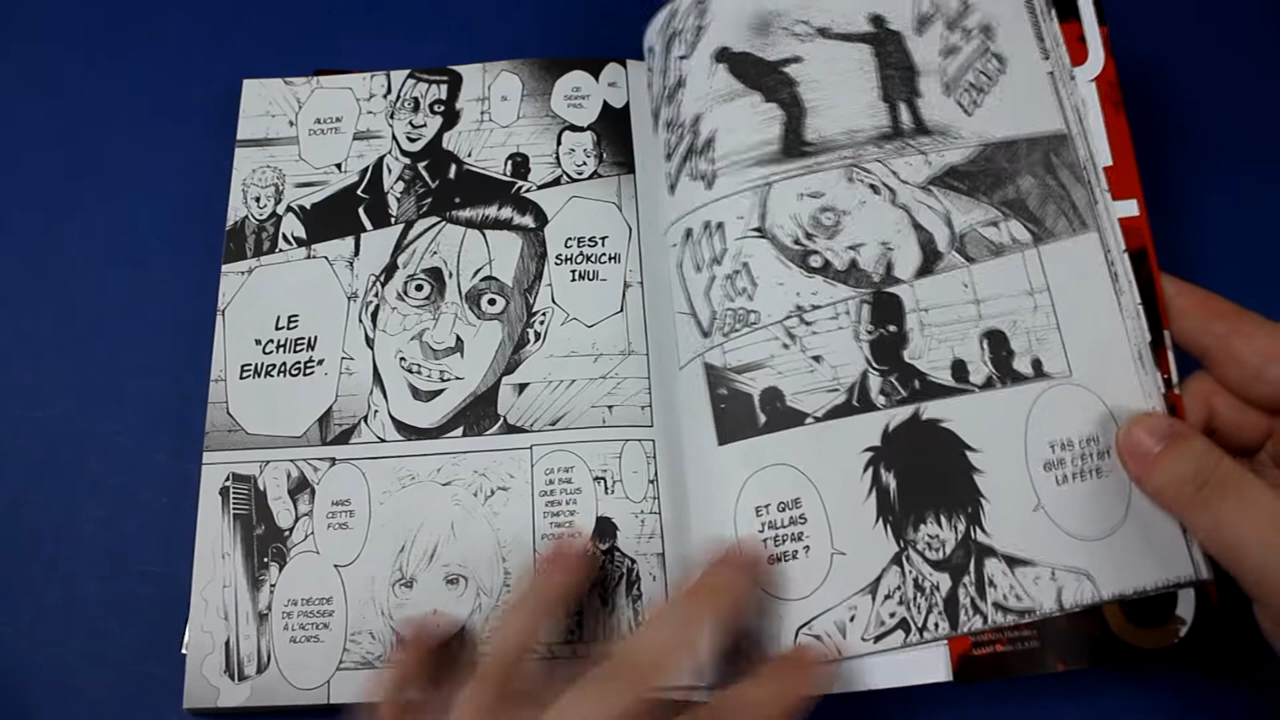 AUCUN
DOUTE...
SI...
CE
SERAIT
PAS...
HÉ...
C'EST
SHÔKICHI
INUI...
LE
"CHIEN
ENRAGÉ".
MAIS
CETTE
FOIS...
J'AI DÉCIDÉ
DE PASSER
À L'ACTION,
ALORS...
ÇA FAIT
UN BAIL
QUE PLUS
RIEN N'A
D'IMPOR-
TANCE
POUR MOI.
T'AS CRU
QUE C'ÉTAIT
LA FÊTE...
ET QUE
J'ALLAIS
T'ÉPAR-
GNER ?